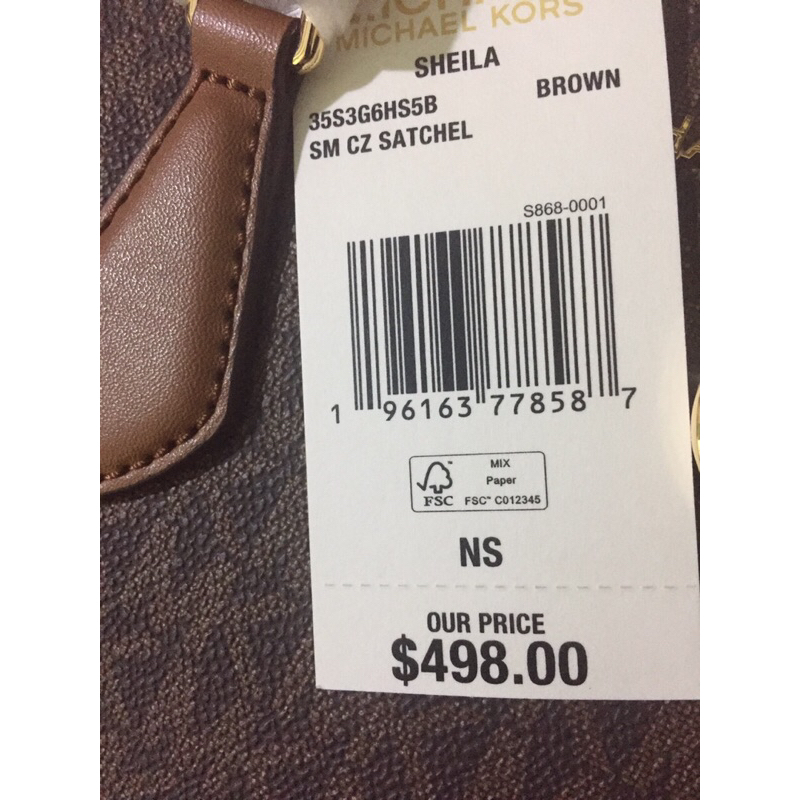 MICHAEL KORS
SHEILA
35S3G6HS5B BROWN
SM CZ SATCHEL
S868-0001
1 96163 77858 7
FSC
MIX
Paper
FSC™ C012345
NS
OUR PRICE
$498.00